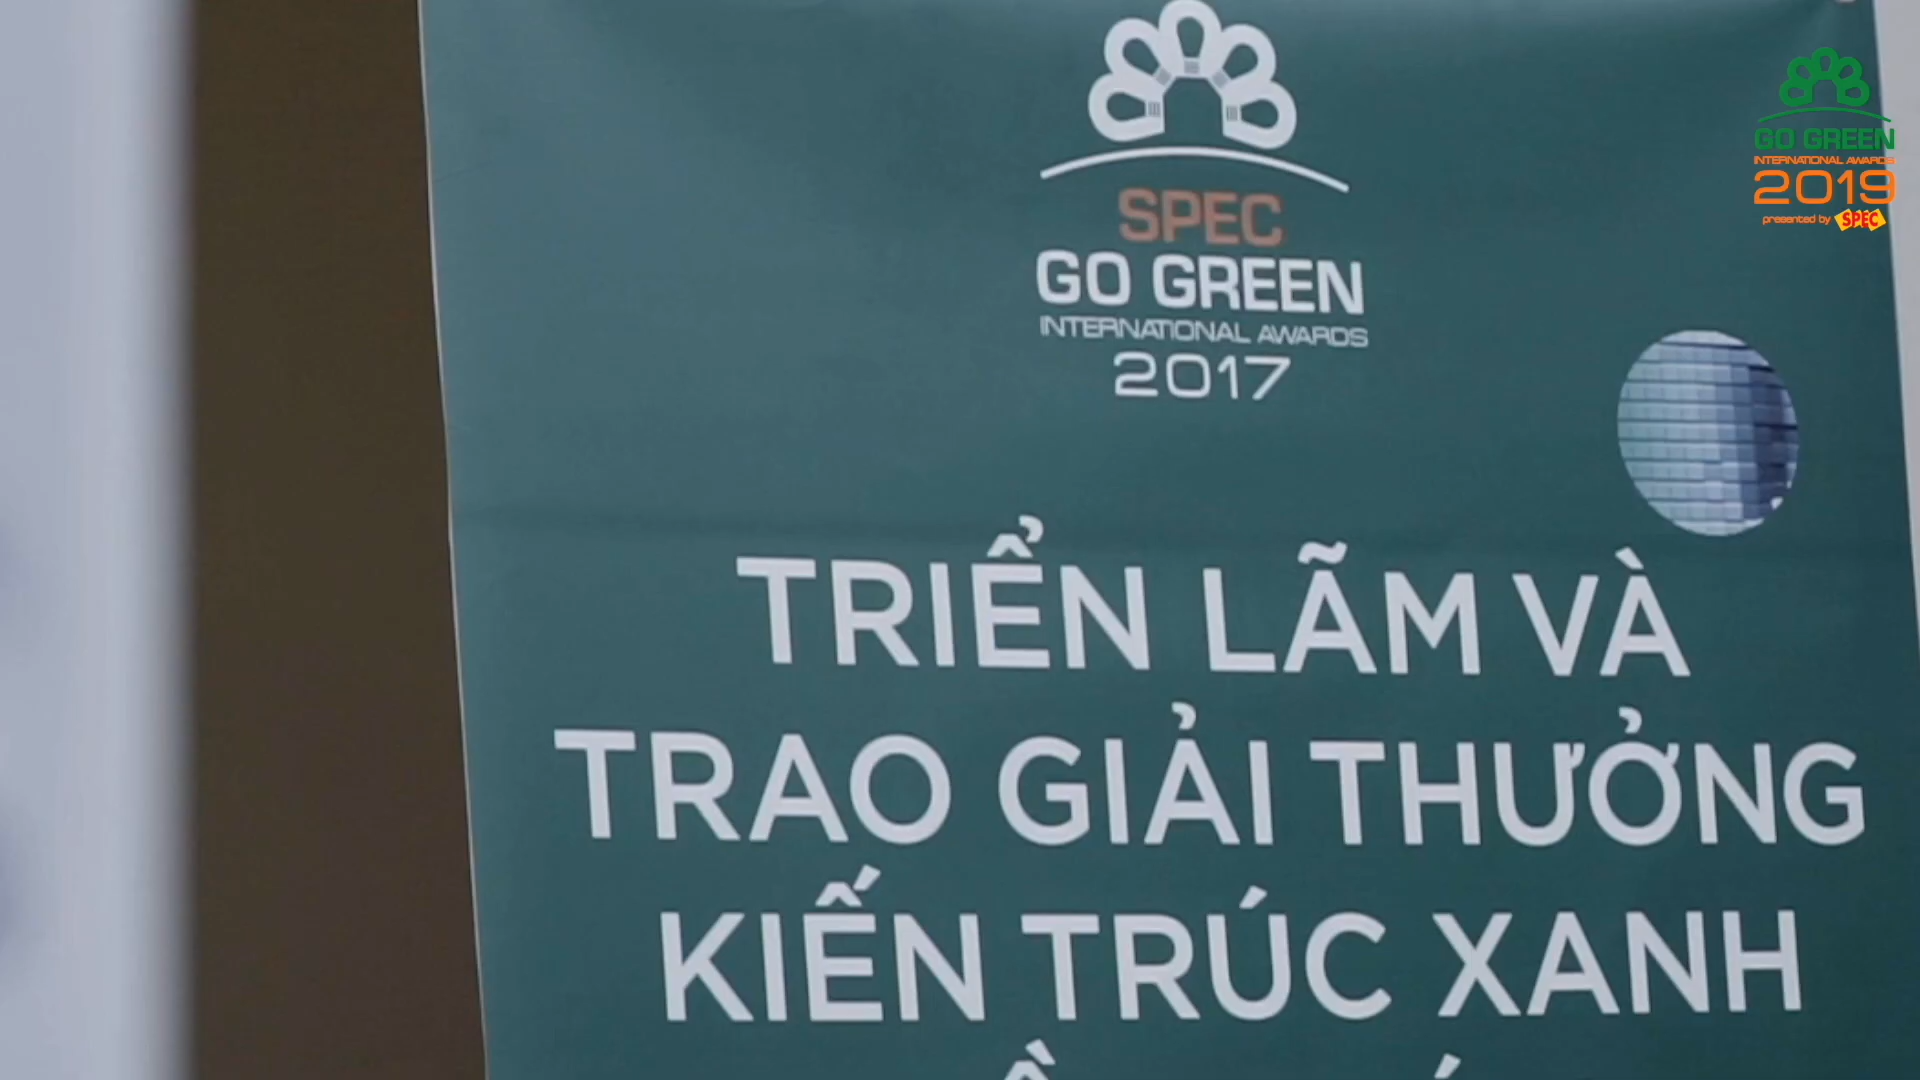 SPEC
GO GREEN
INTERNATIONAL AWARDS
2017
TRIỂN LÃM VÀ
TRAO GIẢI THƯỞNG
KIẾN TRÚC XANH
GO GREEN
INTERNATIONAL AWARDS
2019
presented by SPEC